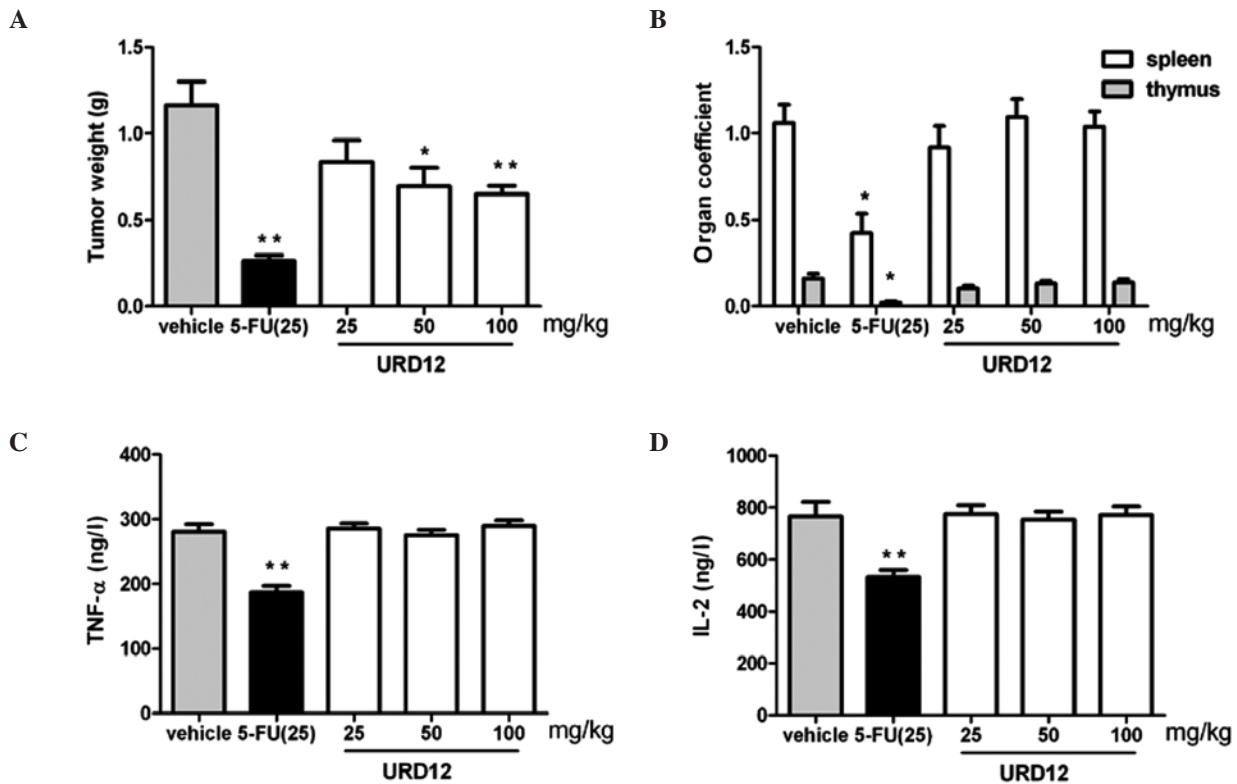 A
Tumor weight (g)
1.5
1.0
0.5
0.0
**
*
**
vehicle 5-FU(25) 25 50 100 mg/kg
URD12
B
Organ coefficient
1.5
1.0
0.5
0.0
spleen
thymus
*
*
vehicle 5-FU(25) 25 50 100 mg/kg
URD12
C
TNF-α (ng/l)
400
300
200
100
0
**
vehicle 5-FU(25) 25 50 100 mg/kg
URD12
D
IL-2 (ng/l)
1000
800
600
400
200
0
**
vehicle 5-FU(25) 25 50 100 mg/kg
URD12